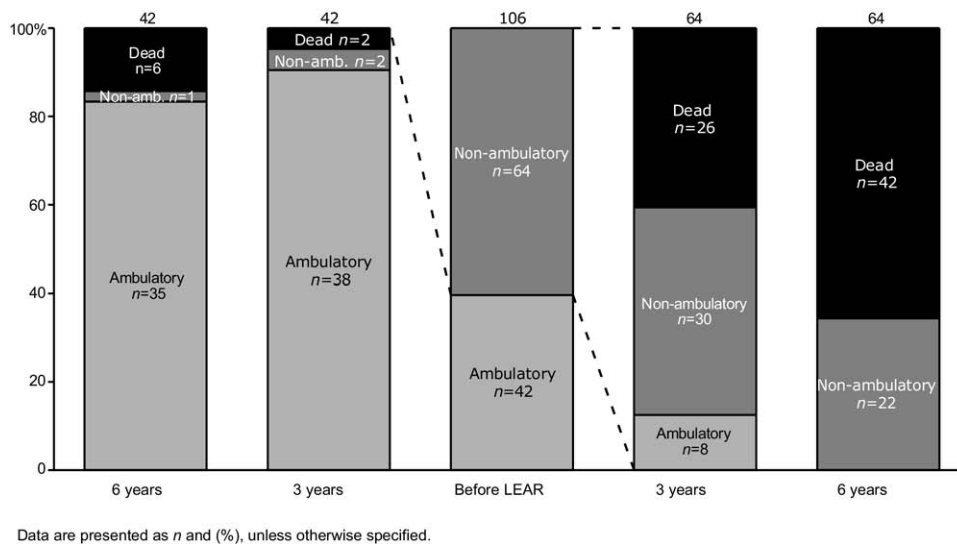 42 42 106 64 64
100%
80
60
40
20
0
Dead
n=6
Non-amb. n=1
Ambulatory
n=35
Dead n=2
Non-amb. n=2
Ambulatory
n=38
Non-ambulatory
n=64
Ambulatory
n=42
Dead
n=26
Non-ambulatory
n=30
Ambulatory
n=8
Dead
n=42
Non-ambulatory
n=22
6 years 3 years Before LEAR 3 years 6 years
Data are presented as n and (%), unless otherwise specified.